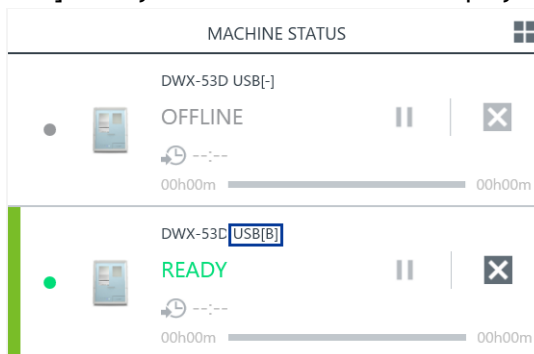 MACHINE STATUS
DWX-53D USB[-]
OFFLINE
--:--
00h00m 00h00m
DWX-53D USB[B]
READY
--:--
00h00m 00h00m